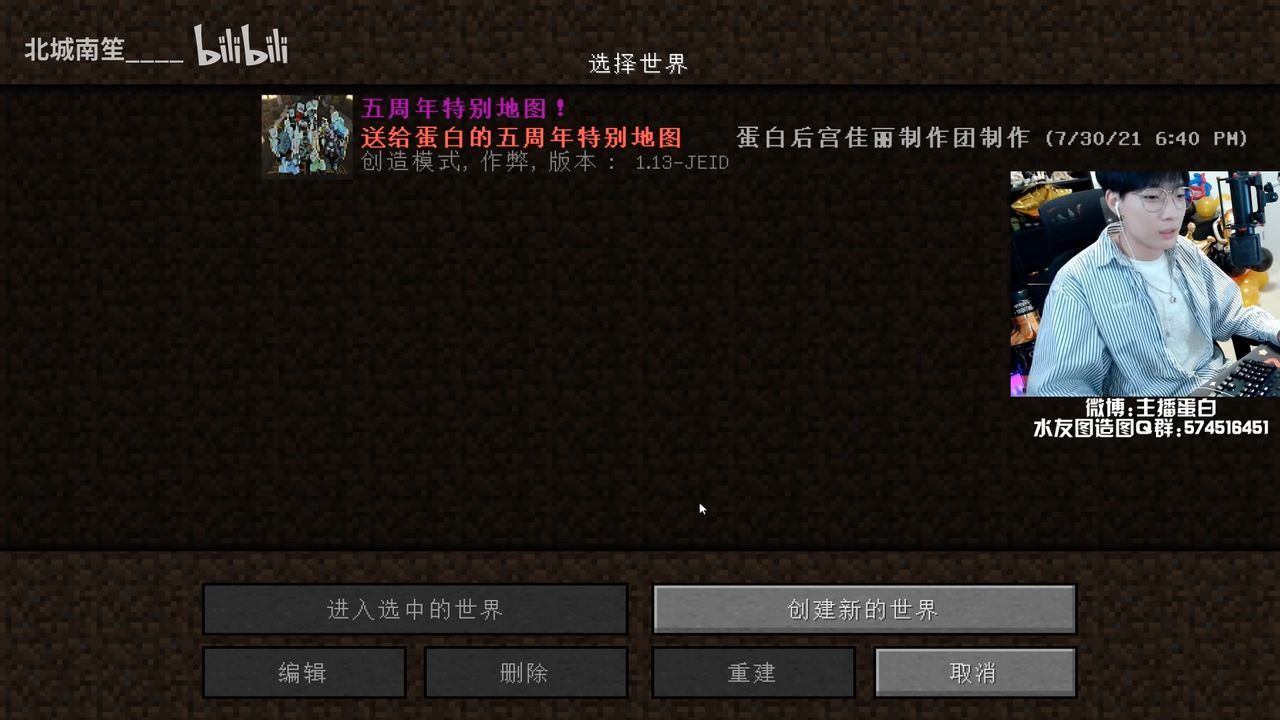 北城南笙____ bilibili
选择世界
五周年特别地图！
送给蛋白的五周年特别地图 蛋白后宫佳丽制作团制作 (7/30/21 6:40 PM)
创造模式, 作弊, 版本： 1.13-JEID
微博:主播蛋白
水友图造图Q群:574516451
进入选中的世界
创建新的世界
编辑
删除
重建
取消